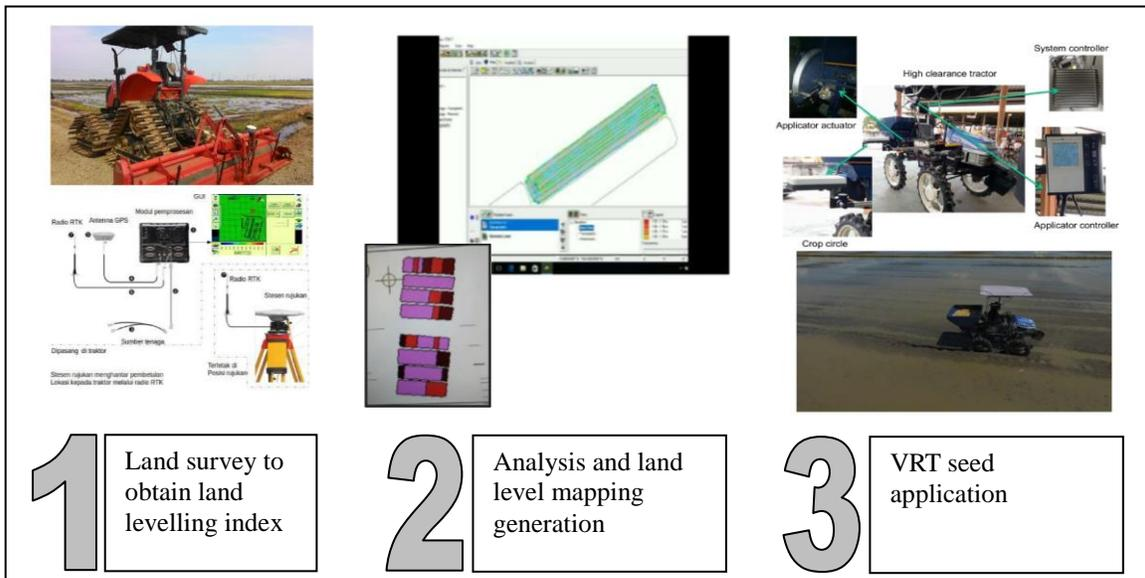 Radio RTK
Antenna GPS
Modul pemprosesan
GUI
Sumber tenaga
Dipasang di traktor
Stesen rujukan menghantar pembetulan
Lokasi kepada traktor melalui radio RTK
Radio RTK
Stesen rujukan
Terletak di
Posisi rujukan
System controller
High clearance tractor
Applicator actuator
Applicator controller
Crop circle
1
Land survey to
obtain land
levelling index
2
Analysis and land
level mapping
generation
3
VRT seed
application